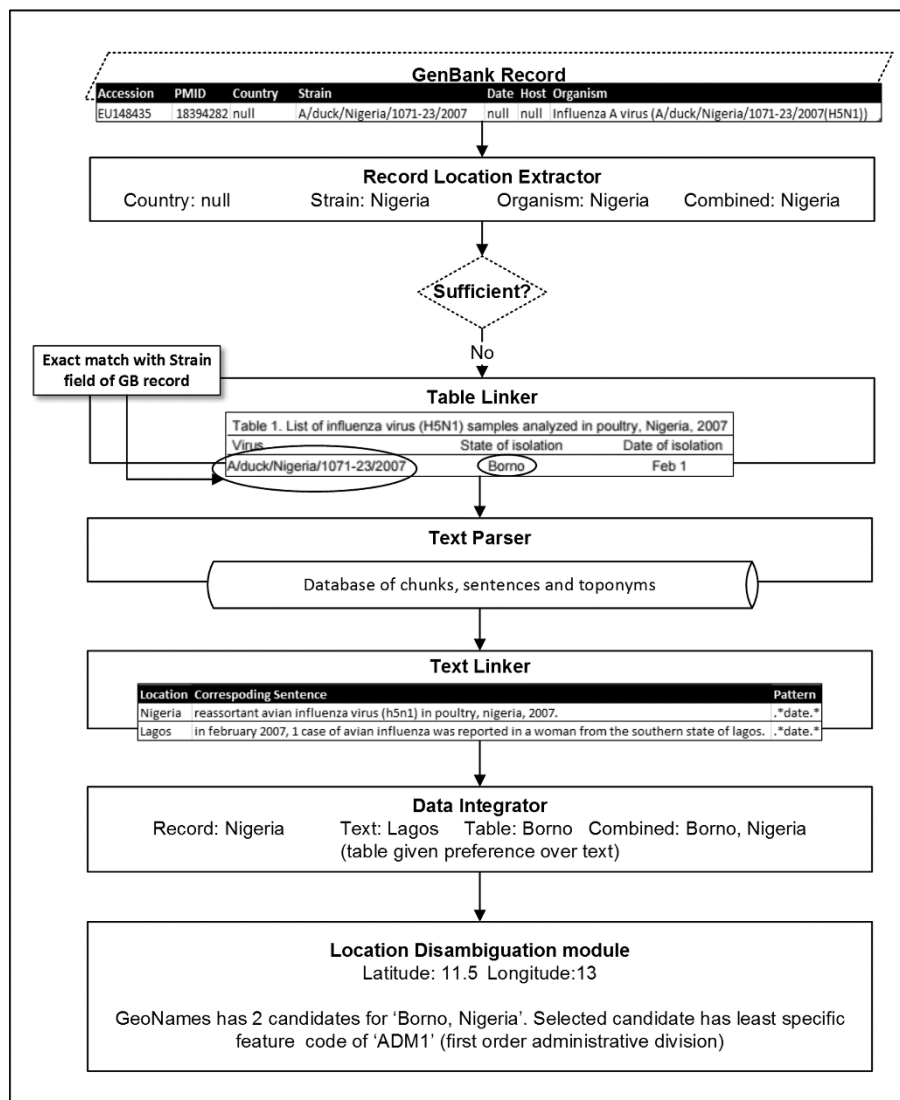 GenBank Record
Accession PMID Country Strain Date Host Organism
EU148435 18394282 null A/duck/Nigeria/1071-23/2007 null null Influenza A virus (A/duck/Nigeria/1071-23/2007(H5N1))
Record Location Extractor
Country: null Strain: Nigeria Organism: Nigeria Combined: Nigeria
Sufficient?
No
Exact match with Strain
field of GB record
Table Linker
Table 1. List of influenza virus (H5N1) samples analyzed in poultry, Nigeria, 2007
Virus State of isolation Date of isolation
A/duck/Nigeria/1071-23/2007 Borno Feb 1
Text Parser
Database of chunks, sentences and toponyms
Text Linker
Location Correspoding Sentence Pattern
Nigeria reassortant avian influenza virus (h5n1) in poultry, nigeria, 2007. .*date.*
Lagos in february 2007, 1 case of avian influenza was reported in a woman from the southern state of lagos. .*date.*
Data Integrator
Record: Nigeria Text: Lagos Table: Borno Combined: Borno, Nigeria
(table given preference over text)
Location Disambiguation module
Latitude: 11.5 Longitude:13
GeoNames has 2 candidates for ‘Borno, Nigeria’. Selected candidate has least specific
feature code of ‘ADM1’ (first order administrative division)